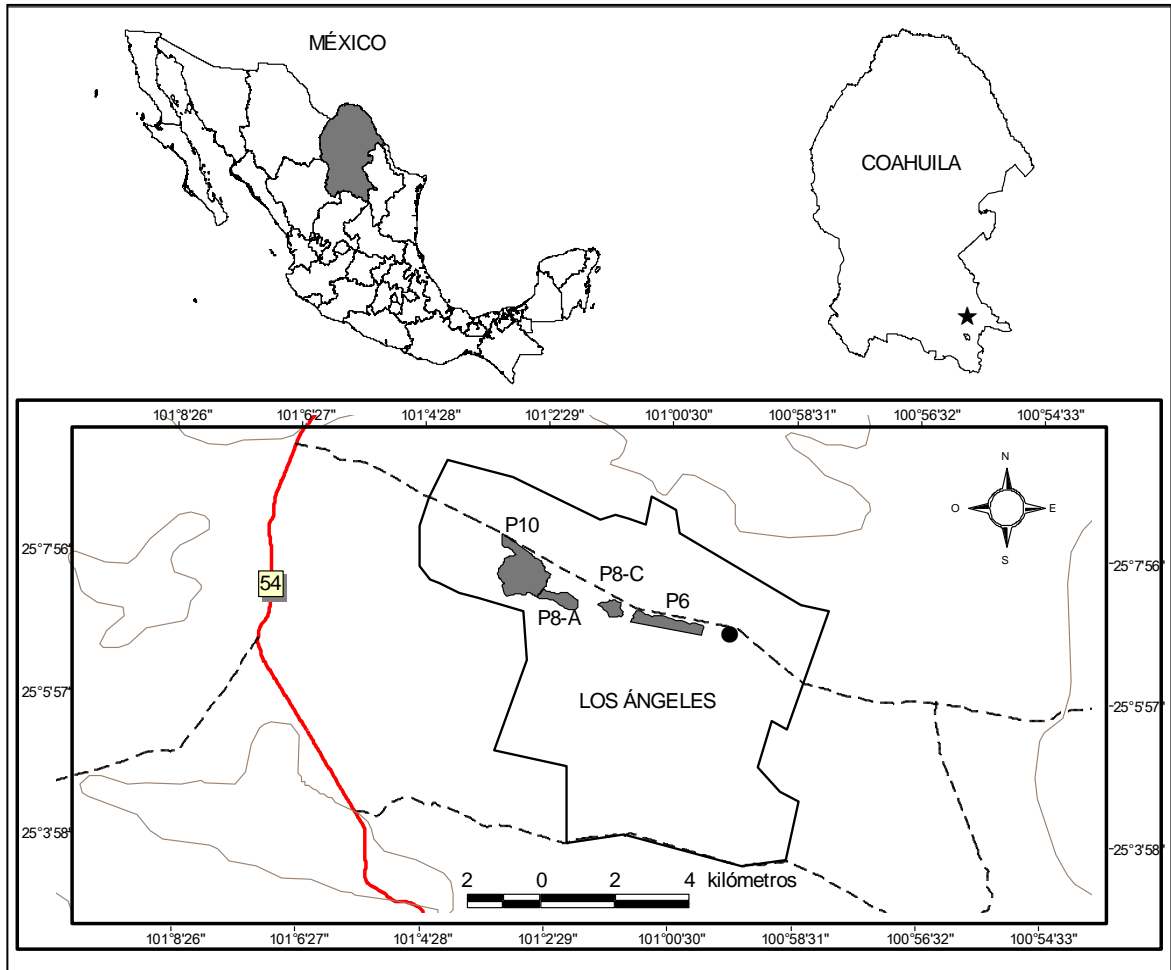 MÉXICO
COAHUILA
101°8'26" 101°6'27" 101°4'28" 101°2'29" 101°00'30" 100°58'31" 100°56'32" 100°54'33"
N
O E
S
P10
25°7'56" 25°7'56"
54
P8-C
P8-A P6
25°5'57" 25°5'57"
LOS ÁNGELES
25°3'58" 25°3'58"
2 0 2 4 kilómetros
101°8'26" 101°6'27" 101°4'28" 101°2'29" 101°00'30" 100°58'31" 100°56'32" 100°54'33"